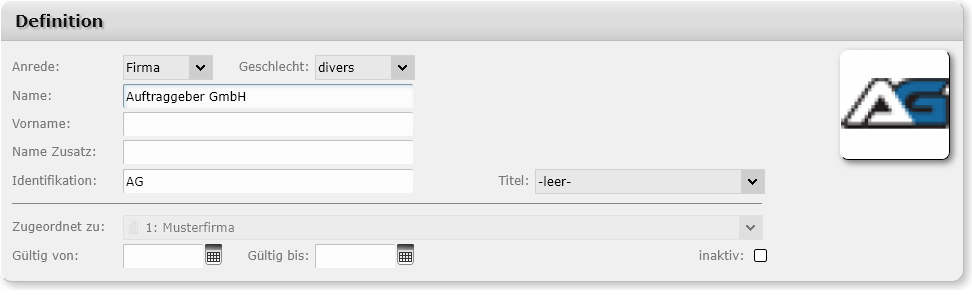 Definition
Anrede: Firma Geschlecht: divers
Name: Auftraggeber GmbH
Vorname:
Name Zusatz:
Identifikation: AG Titel: -leer-
Zugeordnet zu: 1: Musterfirma
Gültig von: Gültig bis: inaktiv:
AG